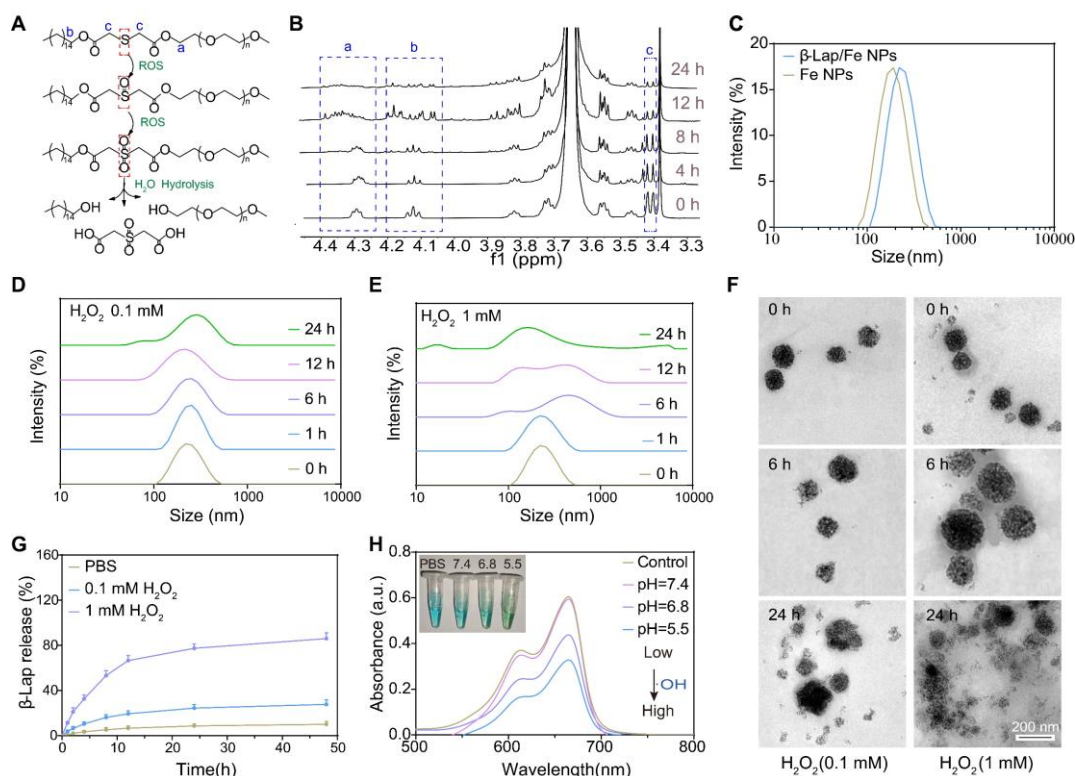 A
b
c
c
14
O
O
S
O
O
a
O
n
O
ROS
14
O
O
O
S
O
O
O
n
O
ROS
14
O
O
O
S
O
O
O
O
n
O
H₂O Hydrolysis
14
OH
HO
O
n
O
HO
O
O
S
O
O
OH
B
a
b
c
24 h
12 h
8 h
4 h
0 h
4.4 4.3 4.2 4.1 4.0 3.9 3.8 3.7 3.6 3.5 3.4 3.3
f1 (ppm)
C
β-Lap/Fe NPs
Fe NPs
Intensity (%)
20
15
10
5
0
10 100 1000 10000
Size(nm)
D
H₂O₂ 0.1 mM
24 h
12 h
6 h
1 h
0 h
Intensity (%)
10 100 1000 10000
Size(nm)
E
H₂O₂ 1 mM
24 h
12 h
6 h
1 h
0 h
Intensity (%)
10 100 1000 10000
Size (nm)
F
0 h
0 h
6 h
6 h
24 h
24 h
200 nm
H₂O₂(0.1 mM) H₂O₂(1 mM)
G
PBS
0.1 mM H₂O₂
1 mM H₂O₂
β-Lap release (%)
160
120
80
40
0
0 10 20 30 40 50
Time(h)
H
PBS 7.4 6.8 5.5
Control
pH=7.4
pH=6.8
pH=5.5
Low
·OH
High
Absorbance (a.u.)
0.8
0.6
0.4
0.2
0.0
500 600 700 800
Wavelength(nm)